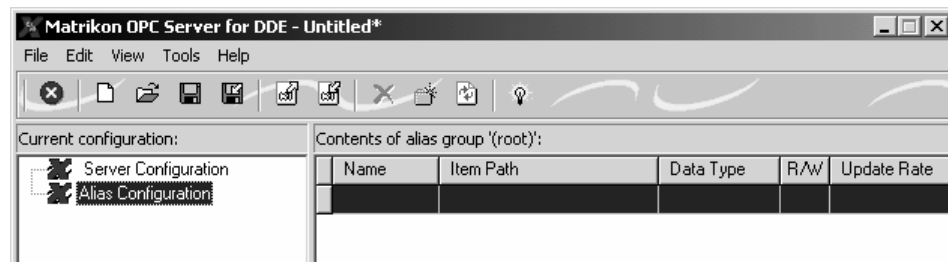 Matrikon OPC Server for DDE - Untitled*
File Edit View Tools Help
Current configuration:
Contents of alias group '(root)':
Server Configuration
Alias Configuration
Name Item Path Data Type R/W Update Rate